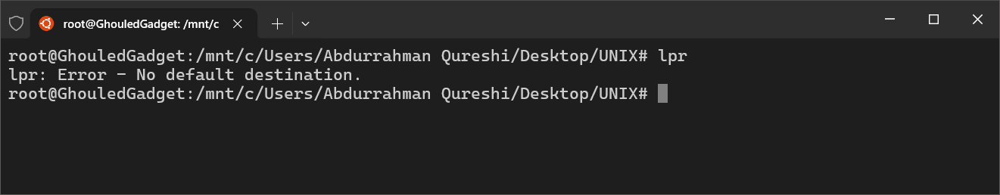 root@GhouledGadget: /mnt/c
root@GhouledGadget:/mnt/c/Users/Abdurrahman Qureshi/Desktop/UNIX# lpr
lpr: Error - No default destination.
root@GhouledGadget:/mnt/c/Users/Abdurrahman Qureshi/Desktop/UNIX#